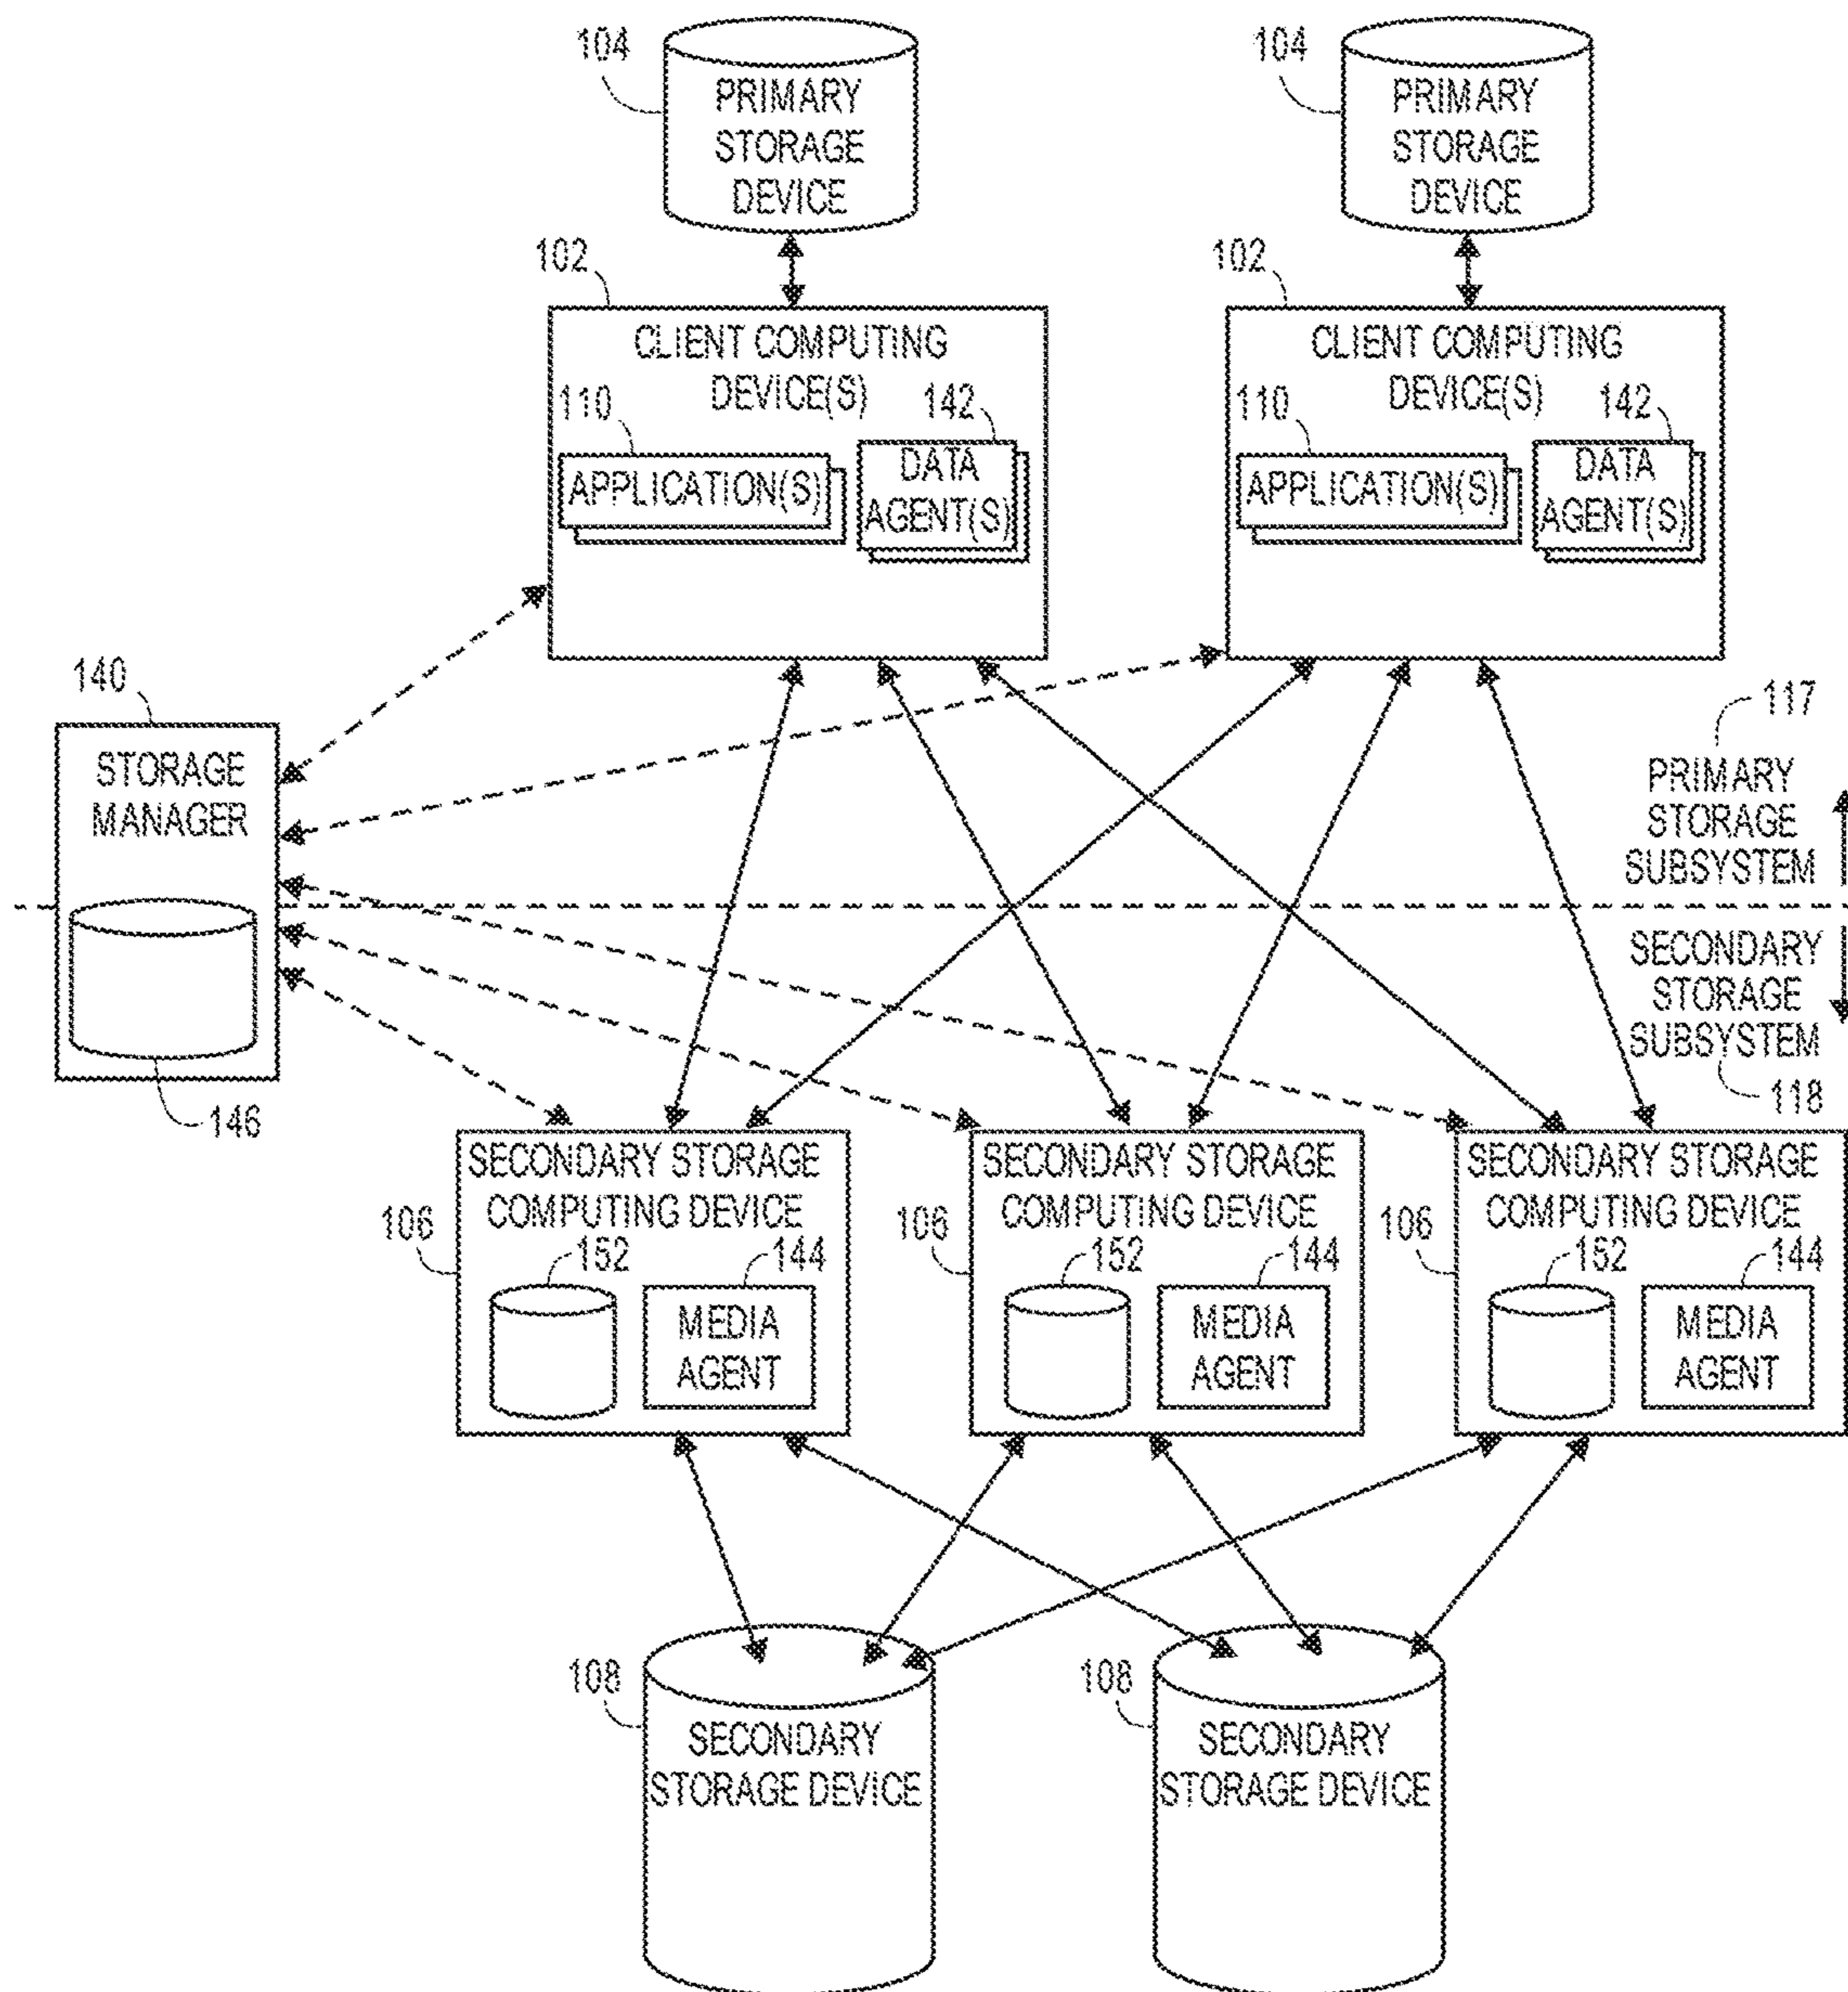 104
PRIMARY
STORAGE
DEVICE
104
PRIMARY
STORAGE
DEVICE
102
CLIENT COMPUTING
DEVICE(S)
110
APPLICATION(S)
142
DATA
AGENT(S)
102
CLIENT COMPUTING
DEVICE(S)
110
APPLICATION(S)
142
DATA
AGENT(S)
140
STORAGE
MANAGER
146
117
PRIMARY
STORAGE
SUBSYSTEM
SECONDARY
STORAGE
SUBSYSTEM
118
106
SECONDARY STORAGE
COMPUTING DEVICE
152
144
MEDIA
AGENT
106
SECONDARY STORAGE
COMPUTING DEVICE
152
144
MEDIA
AGENT
106
SECONDARY STORAGE
COMPUTING DEVICE
152
144
MEDIA
AGENT
108
SECONDARY
STORAGE DEVICE
108
SECONDARY
STORAGE DEVICE